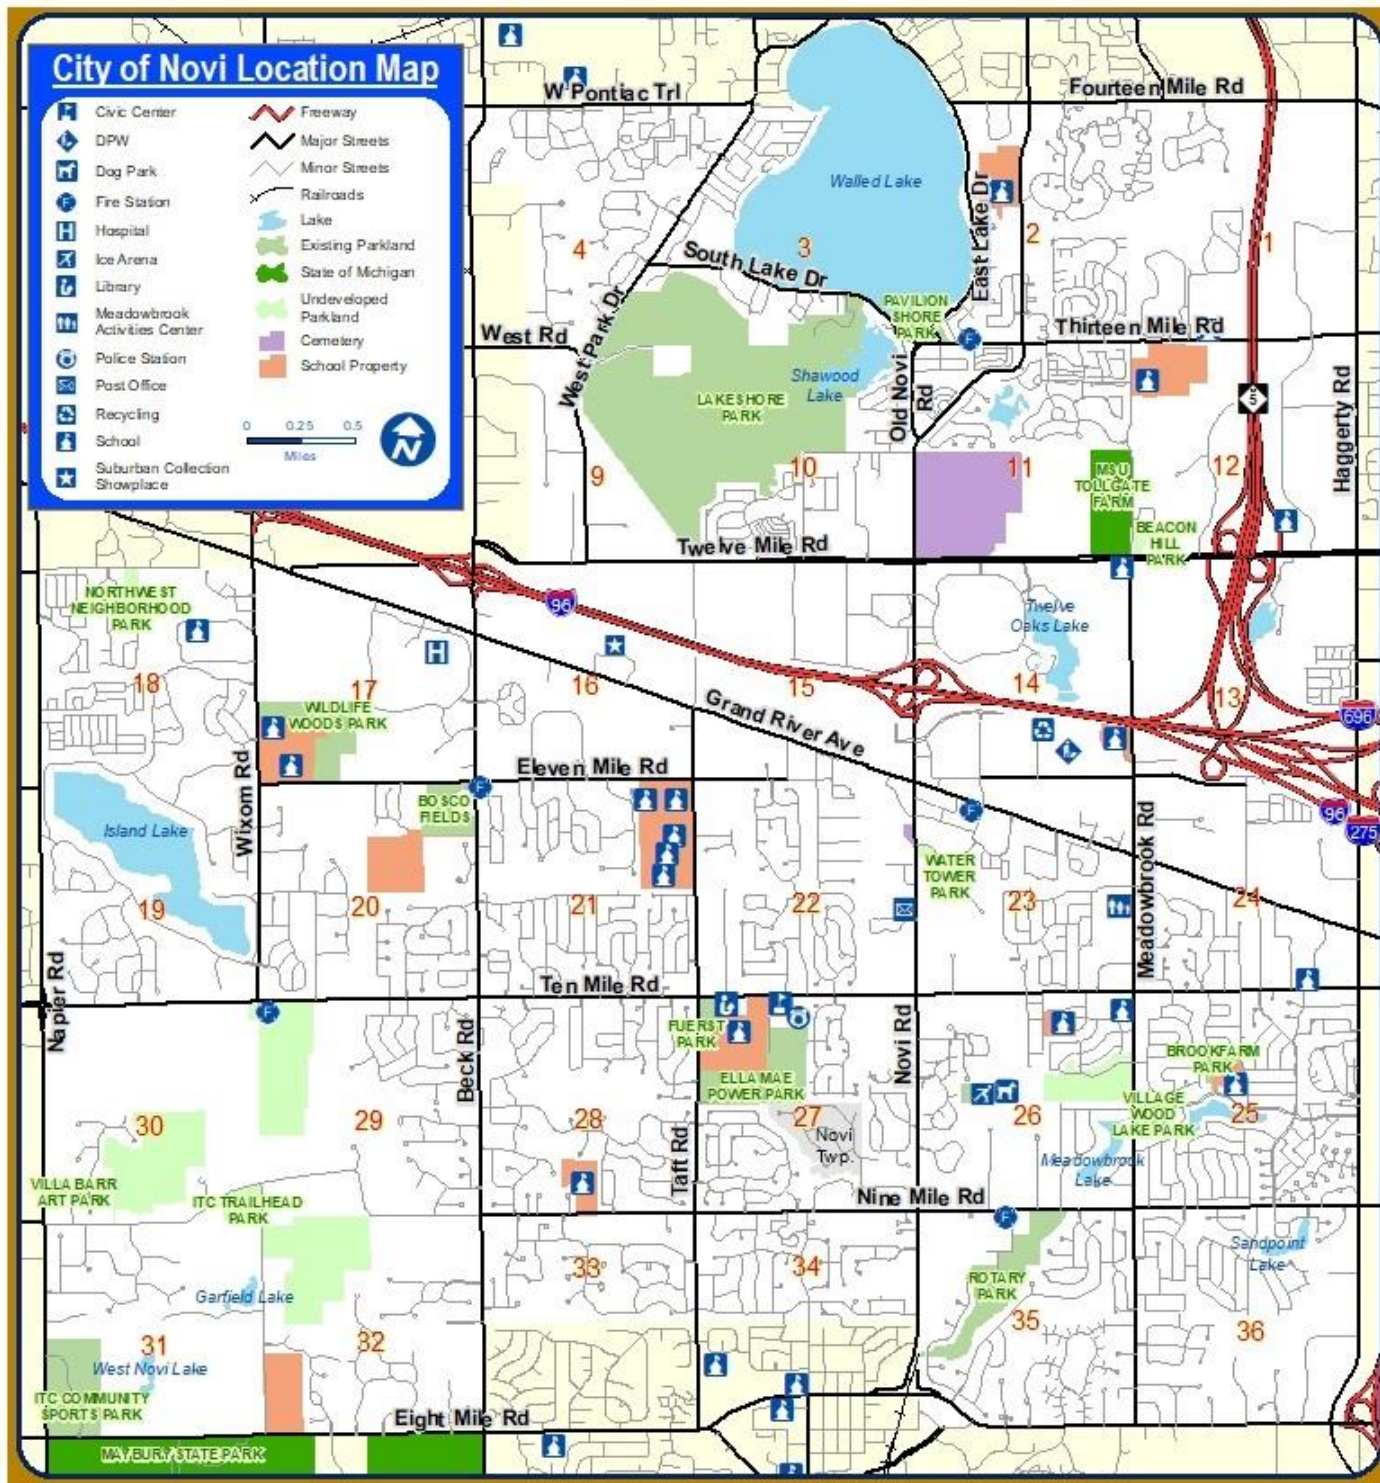 City of Novi Location Map
Civic Center
DPW
Dog Park
Fire Station
Hospital
Ice Arena
Library
Meadowbrook
Activities Center
Police Station
Post Office
Recycling
School
Suburban Collection
Showplace
Freeway
Major Streets
Minor Streets
Railroads
Lake
Existing Parkland
State of Michigan
Undeveloped
Parkland
Cemetery
School Property
0 0.25 0.5
Miles
N
W Pontiac Trl
Fourteen Mile Rd
Walled Lake
East Lake Dr
4
3
2
1
South Lake Dr
West Park Dr
PAVILION
SHORE
PARK
F
West Rd
Thirteen Mile Rd
Shawood
Lake
Old Novi
Rd
LAKESHORE
PARK
5
Haggerty Rd
9
10
11
12
MSU
TOLLGATE
FARM
BEACON
HILL
PARK
Twelve Mile Rd
NORTHWEST
NEIGHBORHOOD
PARK
96
Twelve
Oaks Lake
H
18
17
16
15
14
13
WILDLIFE
WOODS PARK
Grand River Ave
696
Wixom Rd
Eleven Mile Rd
F
BOSCO
FIELDS
F
96
275
Island Lake
Meadowbrook Rd
WATER
TOWER
PARK
19
20
21
22
23
24
Napier Rd
Ten Mile Rd
F
Beck Rd
FUERST
PARK
Novi Rd
ELLA MAE
POWER PARK
BROOKFARM
PARK
VILLAGE
WOOD
LAKE PARK
30
29
28
27
26
25
Taft Rd
Novi
Twp.
Meadowbrook
Lake
VILLA BARR
ART PARK
ITC TRAILHEAD
PARK
Nine Mile Rd
F
Sandpoint
Lake
33
34
ROTARY
PARK
35
36
Garfield Lake
31
32
West Novi Lake
ITC COMMUNITY
SPORTS PARK
Eight Mile Rd
MAYBURY STATE PARK